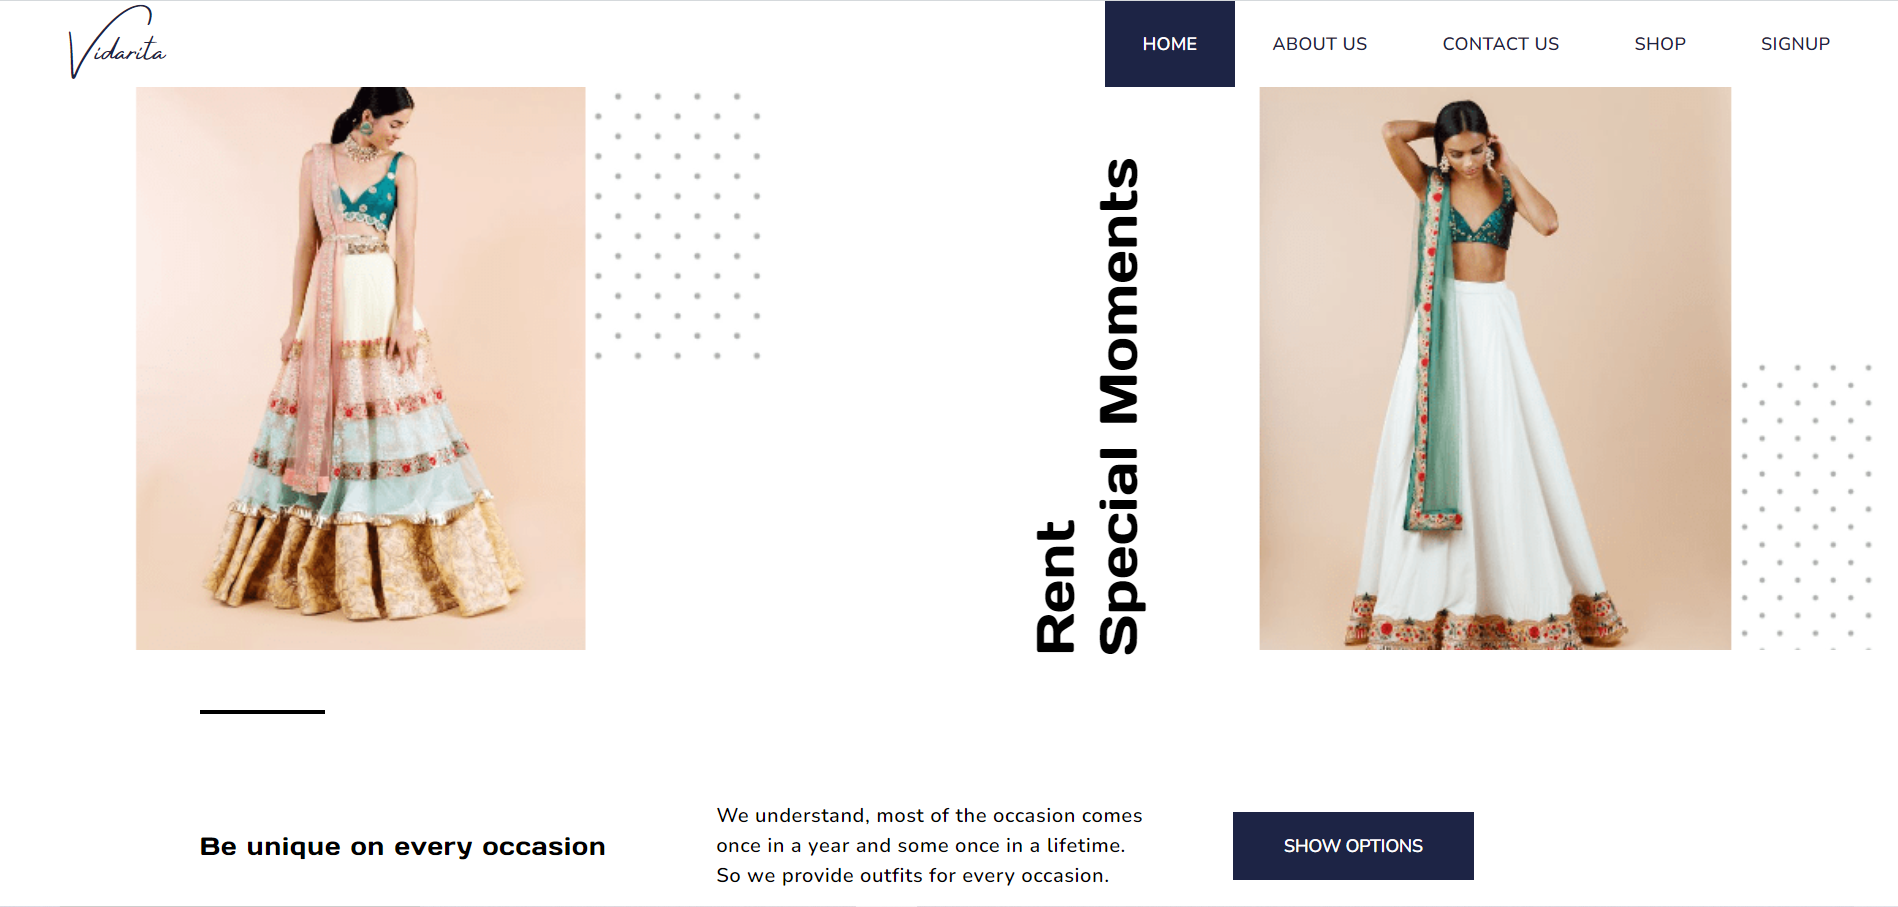 Vidarita
HOME
ABOUT US
CONTACT US
SHOP
SIGNUP
Rent
Special Moments
Be unique on every occasion
We understand, most of the occasion comes
once in a year and some once in a lifetime.
So we provide outfits for every occasion.
SHOW OPTIONS